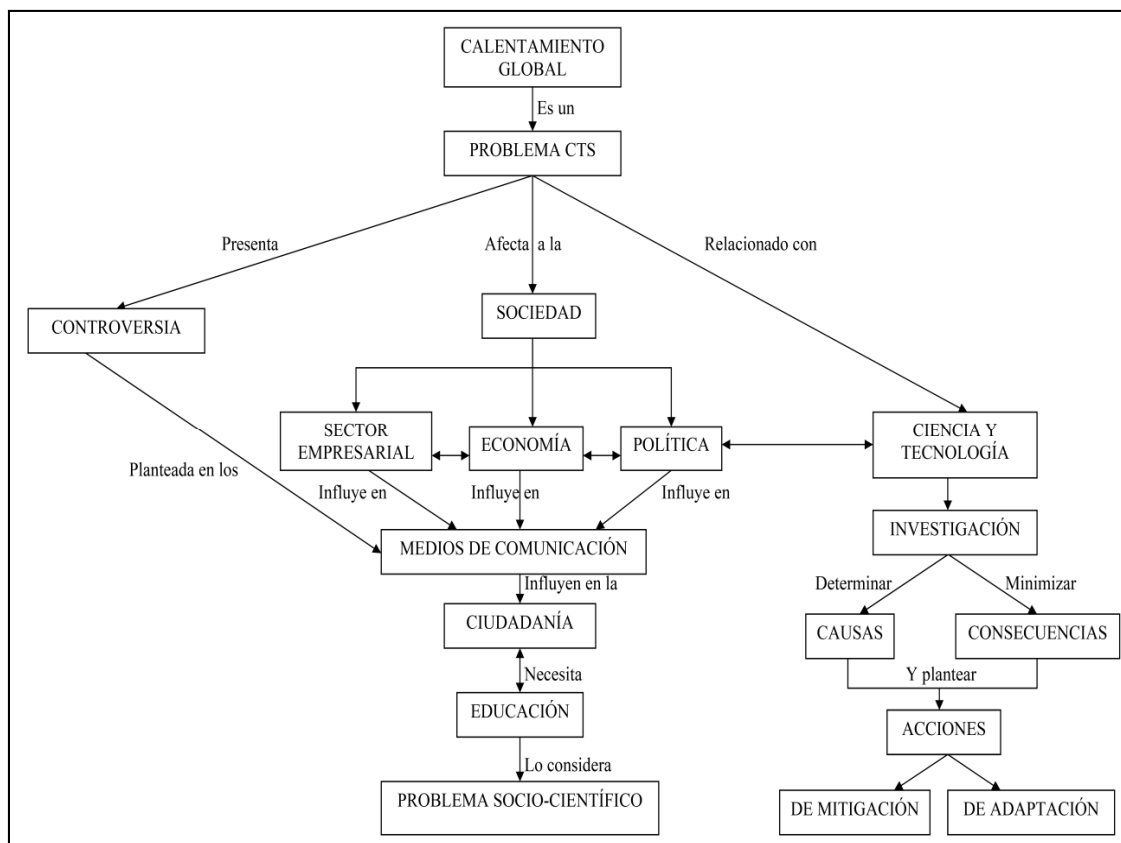 CALENTAMIENTO
GLOBAL
Es un
PROBLEMA CTS
Presenta
Afecta a la
Relacionado con
CONTROVERSIA
SOCIEDAD
SECTOR
EMPRESARIAL
ECONOMÍA
POLÍTICA
CIENCIA Y
TECNOLOGÍA
Planteada en los
Influye en
Influye en
Influye en
MEDIOS DE COMUNICACIÓN
INVESTIGACIÓN
Influyen en la
Determinar
Minimizar
CIUDADANÍA
CAUSAS
CONSECUENCIAS
Necesita
Y plantear
EDUCACIÓN
ACCIONES
Lo considera
PROBLEMA SOCIO-CIENTÍFICO
DE MITIGACIÓN
DE ADAPTACIÓN